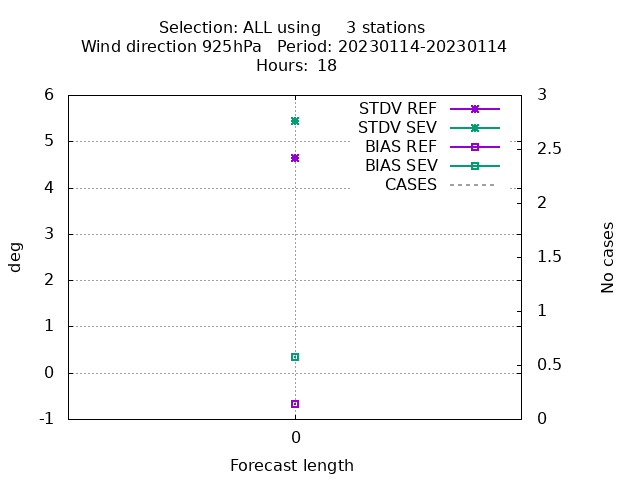 Selection: ALL using 3 stations
Wind direction 925hPa Period: 20230114-20230114
Hours: 18
6 3
STDV REF
STDV SEV
5 2.5
BIAS REF
BIAS SEV
CASES
4 2
3
1.5
deg
No cases
2
1
1
0.5
0
-1 0
0
Forecast length